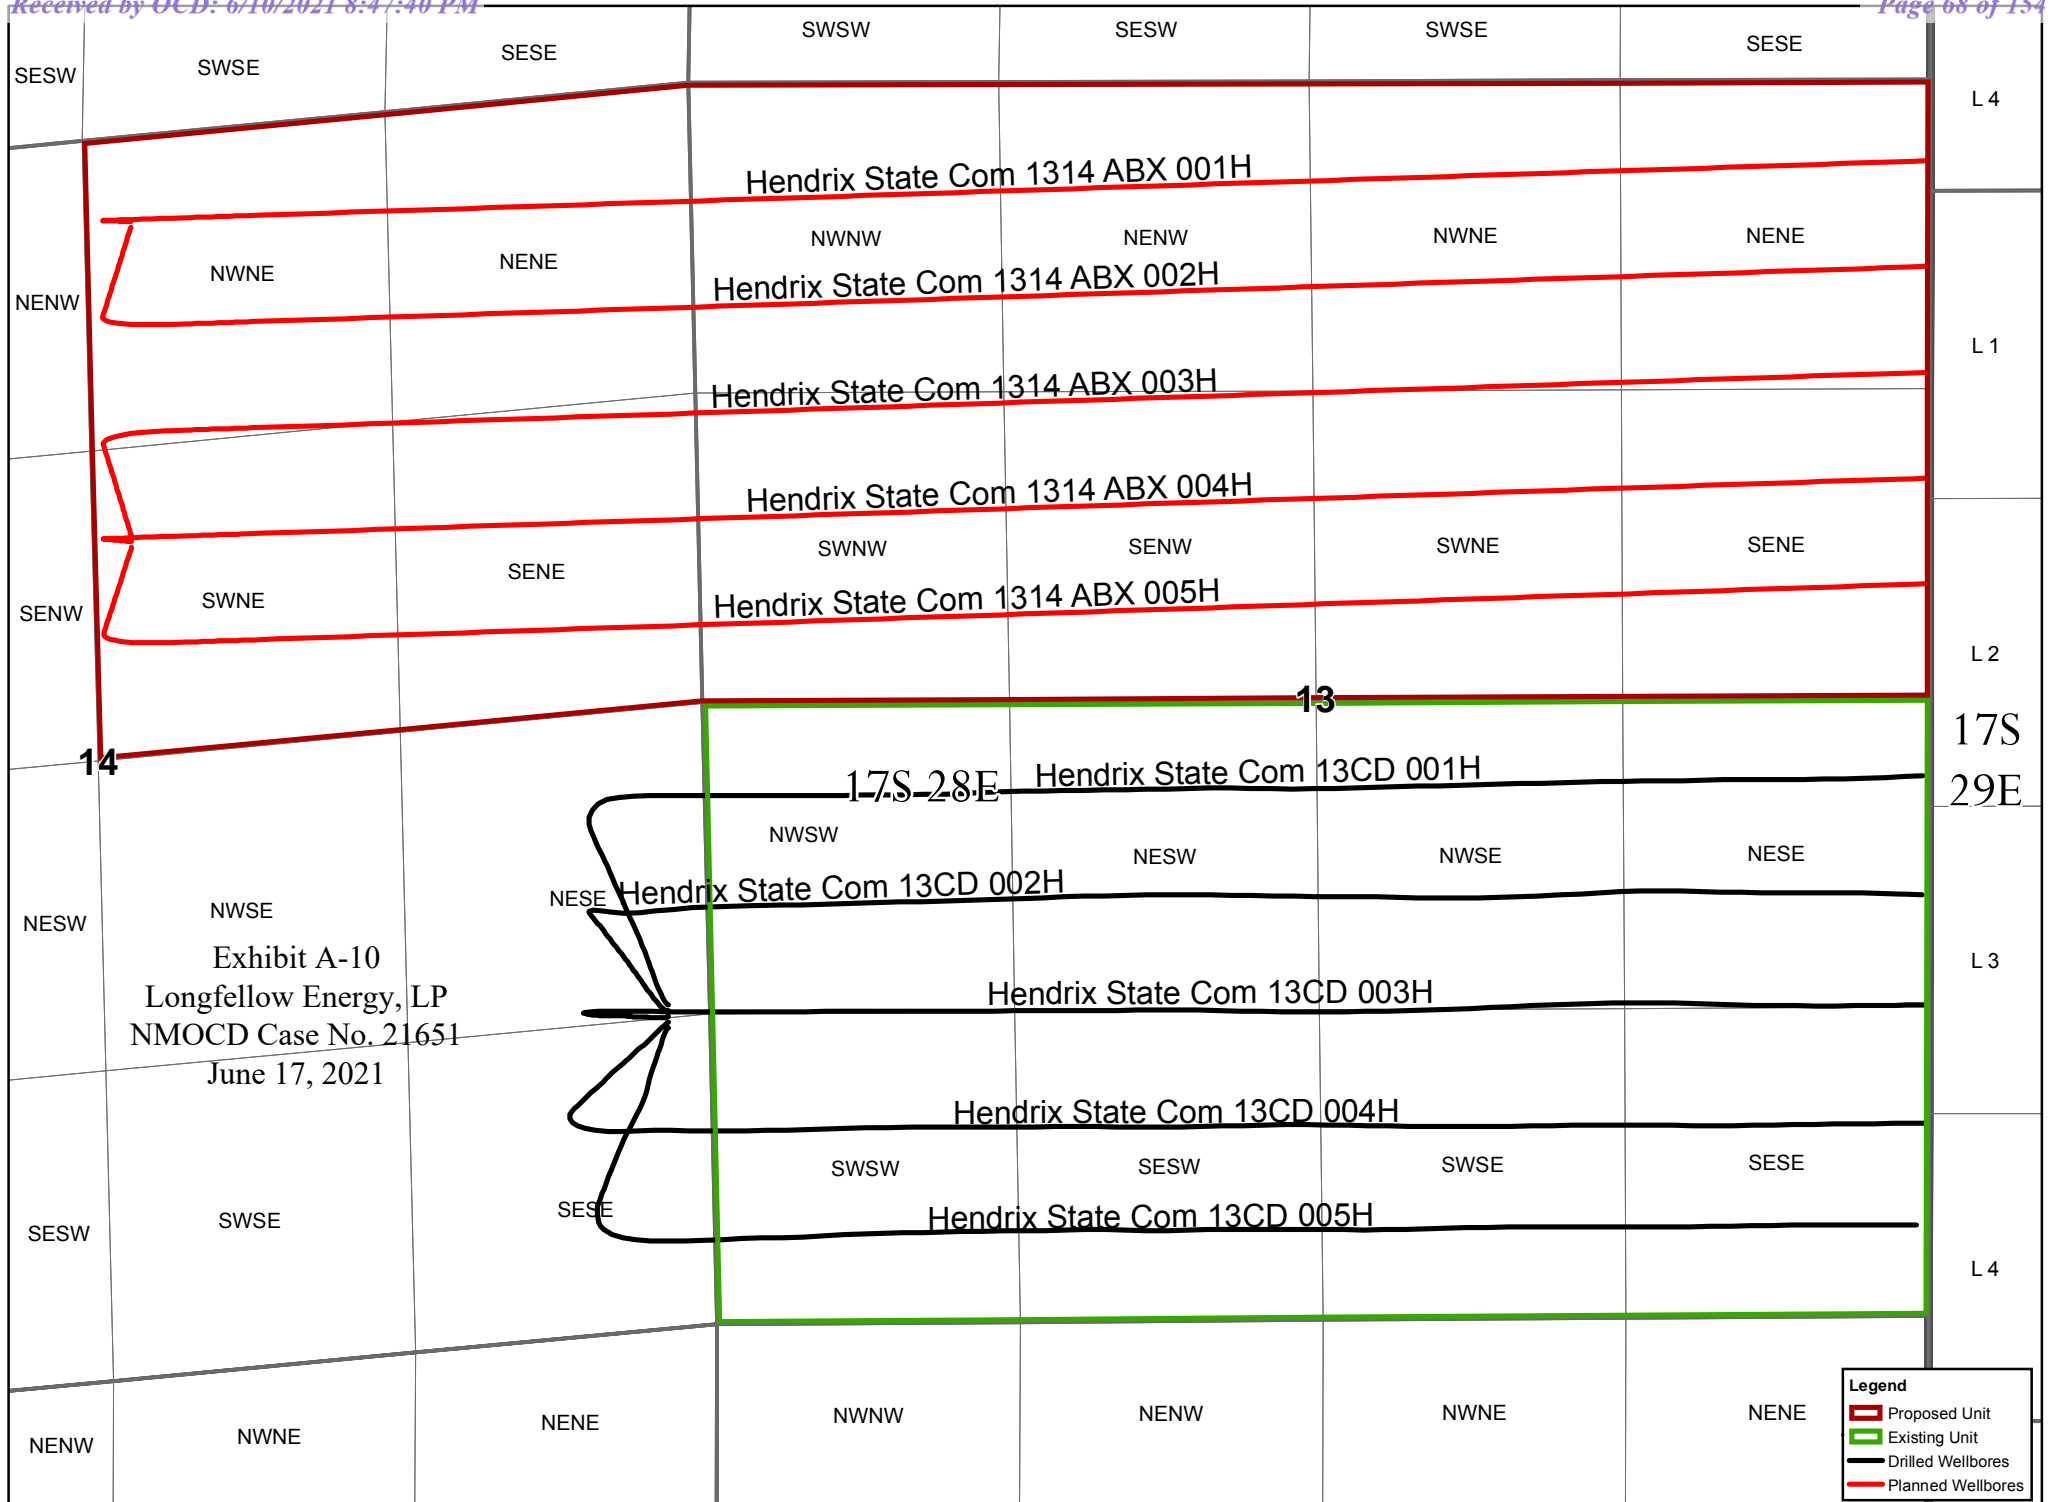 Received by OCD: 6/10/2021 8:47:40 PM
Page 68 of 154
SESW
SWSE
SESE
SWSW
SESW
SWSE
SESE
L 4
Hendrix State Com 1314 ABX 001H
NENW
NWNE
NENE
NWNW
NENW
NWNE
NENE
Hendrix State Com 1314 ABX 002H
L 1
Hendrix State Com 1314 ABX 003H
Hendrix State Com 1314 ABX 004H
SENW
SWNE
SENE
SWNW
SENW
SWNE
SENE
Hendrix State Com 1314 ABX 005H
L 2
13
14
17S
29E
17S 28E
Hendrix State Com 13CD 001H
NWSW
NESW
NWSE
NESE
NESW
NWSE
NESE
Hendrix State Com 13CD 002H
Exhibit A-10
Longfellow Energy, LP
NMOCD Case No. 21651
June 17, 2021
L 3
Hendrix State Com 13CD 003H
Hendrix State Com 13CD 004H
SWSW
SESW
SWSE
SESE
SESW
SWSE
SESE
Hendrix State Com 13CD 005H
L 4
NENW
NWNE
NENE
NWNW
NENW
NWNE
NENE
Legend
Proposed Unit
Existing Unit
Drilled Wellbores
Planned Wellbores